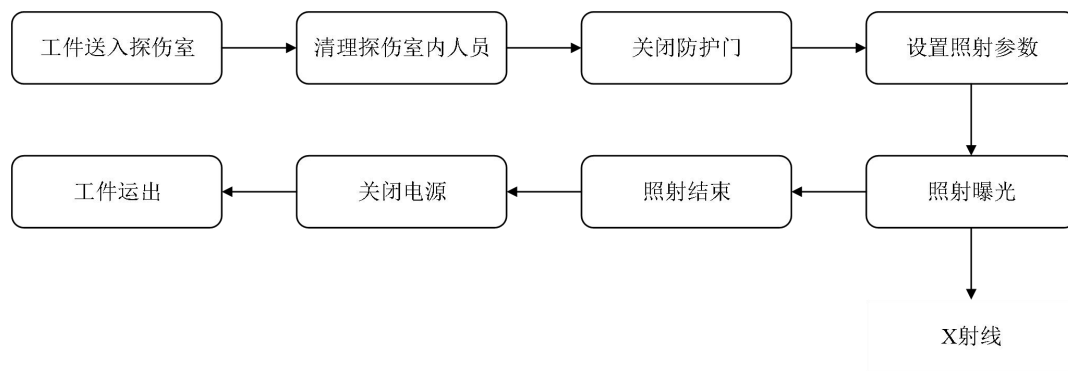 工件送入探伤室
清理探伤室内人员
关闭防护门
设置照射参数
工件运出
关闭电源
照射结束
照射曝光
X射线